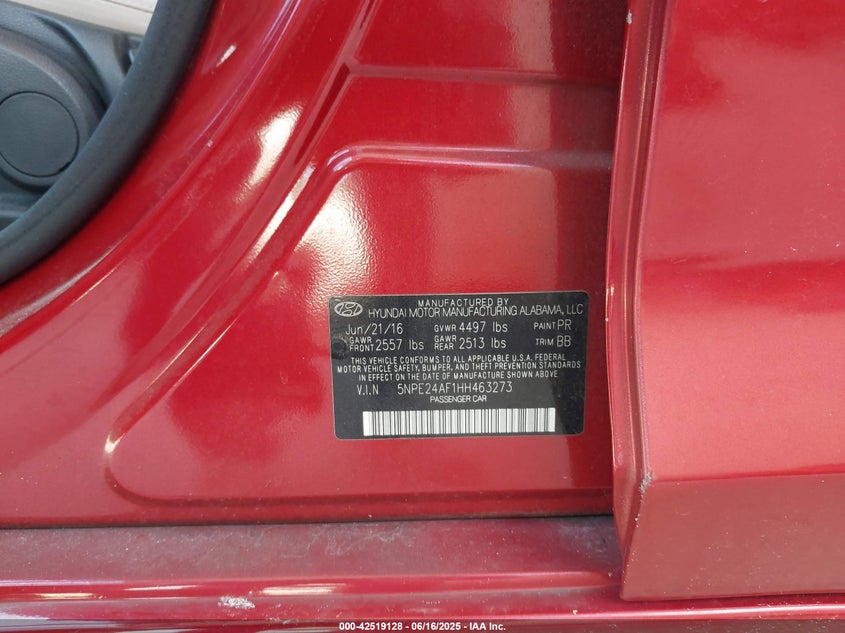 MANUFACTURED BY
HYUNDAI MOTOR MANUFACTURING ALABAMA, LLC
Jun/21/16 GVWR 4497 lbs PAINT PR
GAWR FRONT 2557 lbs GAWR REAR 2513 lbs TRIM BB
THIS VEHICLE CONFORMS TO ALL APPLICABLE U.S.A. FEDERAL
MOTOR VEHICLE SAFETY, BUMPER, AND THEFT PREVENTION STANDARDS
IN EFFECT ON THE DATE OF MANUFACTURE SHOWN ABOVE.
V.I.N 5NPE24AF1HH463273
PASSENGER CAR
000-42519128 - 06/16/2025 - IAA Inc.